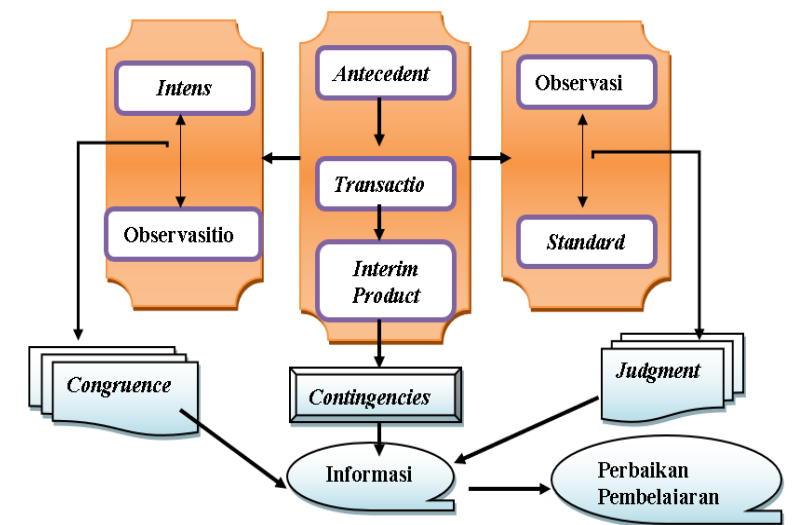 Intens
Observasitio
Antecedent
Transactio
Interim
Product
Observasi
Standard
Congruence
Contingencies
Judgment
Informasi
Perbaikan
Pembelaiaran